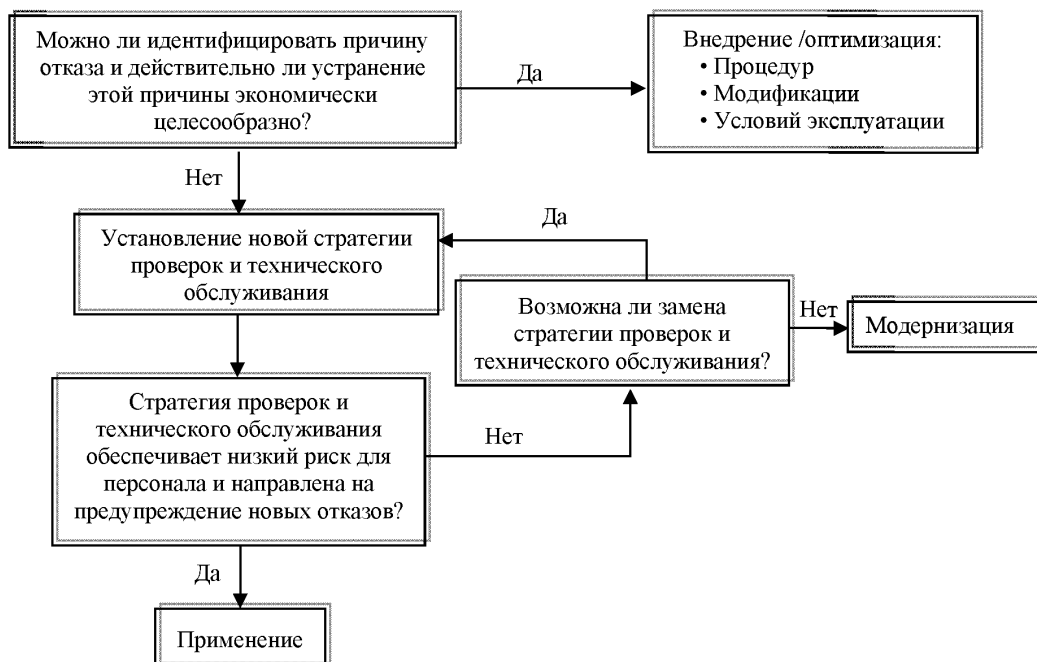 Можно ли идентифицировать причину
отказа и действительно ли устранение
этой причины экономически
целесообразно?
Да
Внедрение /оптимизация:
• Процедур
• Модификации
• Условий эксплуатации
Нет
Установление новой стратегии
проверок и технического
обслуживания
Да
Возможна ли замена
стратегии проверок и
технического обслуживания?
Нет
Модернизация
Стратегия проверок и
технического обслуживания
обеспечивает низкий риск для
персонала и направлена на
предупреждение новых отказов?
Нет
Да
Применение